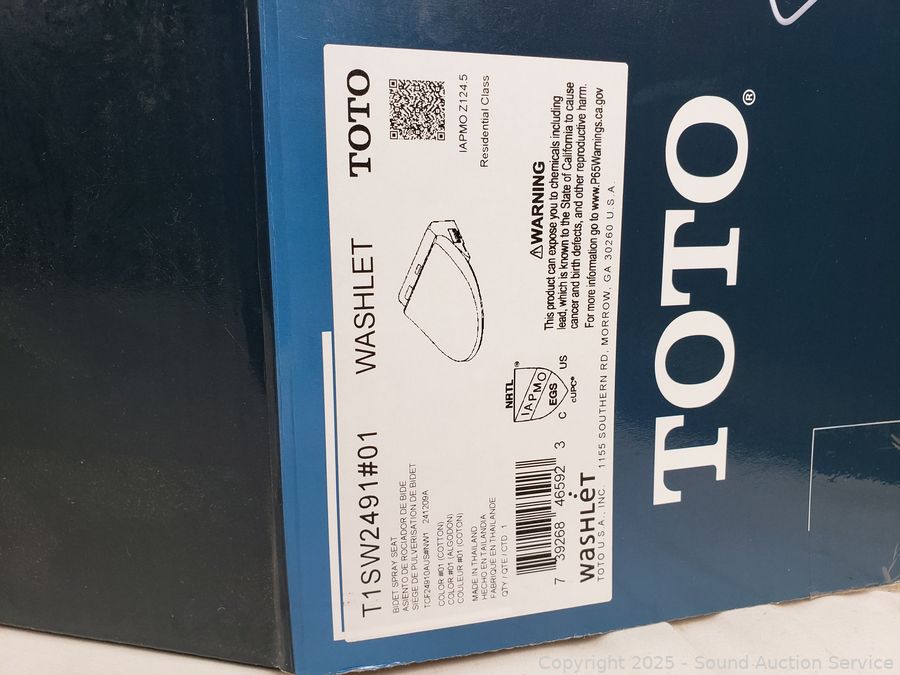 T1SW2491#01 WASHLET TOTO
BIDET SPRAY SEAT
ASIENTO DE ROCIADOR DE BIDE
SIEGE DE PULVERISATION DE BIDET
TCF24910AUS#NW1 241209A
COLOR #01 (COTTON)
COLOR #01 (ALGODON)
COULEUR #01 (COTON)
MADE IN THAILAND
HECHO EN TAILANDIA
FABRIQUE EN THAILANDE
QTY / QTE / CTD. 1
IAPMO Z124.5
Residential Class
7 39268 46592 3
NRTL
IAPMO
EGS
®
C US
cUPC®
⚠WARNING
This product can expose you to chemicals including
lead, which is known to the State of California to cause
cancer and birth defects, and other reproductive harm.
For more information go to www.P65Warnings.ca.gov
WASHLET
TOTO U.S.A., INC. 1155 SOUTHERN RD, MORROW, GA 30260 U.S.A.
TOTO®
Copyright 2025 - Sound Auction Service